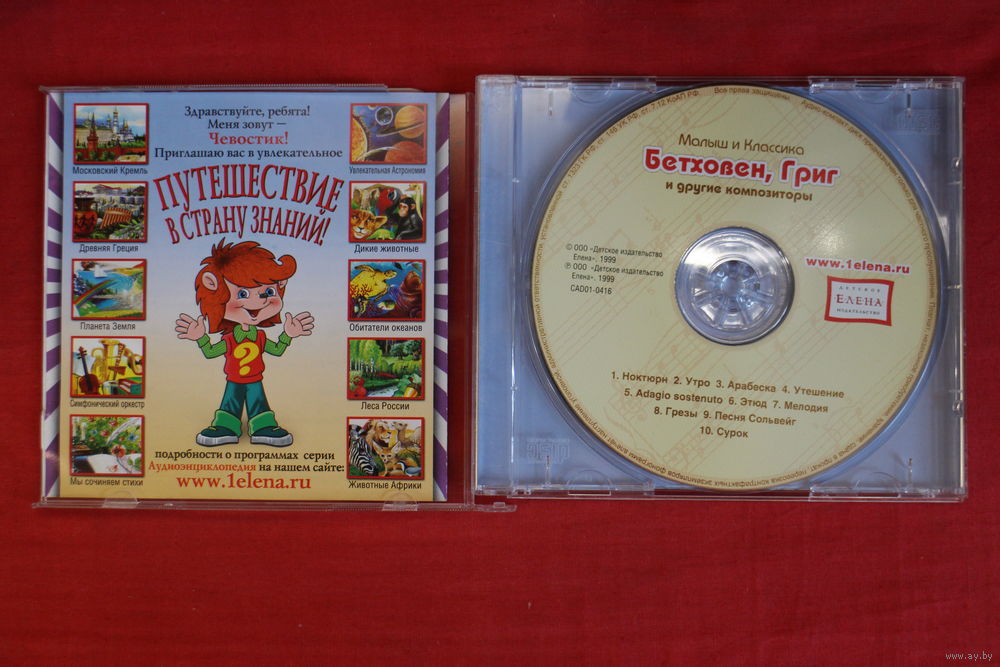 Здравствуйте, ребята!
Меня зовут —
Чевостик!
Приглашаю вас в увлекательное
ПУТЕШЕСТВИЕ
В СТРАНУ ЗНАНИЙ!
Московский Кремль
Древняя Греция
Планета Земля
Симфонический оркестр
Мы сочиняем стихи
Увлекательная Астрономия
Дикие животные
Обитатели океанов
Леса России
Животные Африки
?
подробности о программах серии
Аудиоэнциклопедия на нашем сайте:
www.1elena.ru
Малыш и Классика
Бетховен, Григ
и другие композиторы
© ООО «Детское издательство
Елена», 1999
℗ ООО «Детское издательство
Елена», 1999
CAD01-0416
www.1elena.ru
ДЕТСКОЕ
ЕЛЕНА
ИЗДАТЕЛЬСТВО
1. Ноктюрн 2. Утро 3. Арабеска 4. Утешение
5. Adagio sostenuto 6. Этюд 7. Мелодия
8. Грезы 9. Песня Сольвейг
10. Сурок
Все права защищены.
www.ay.by